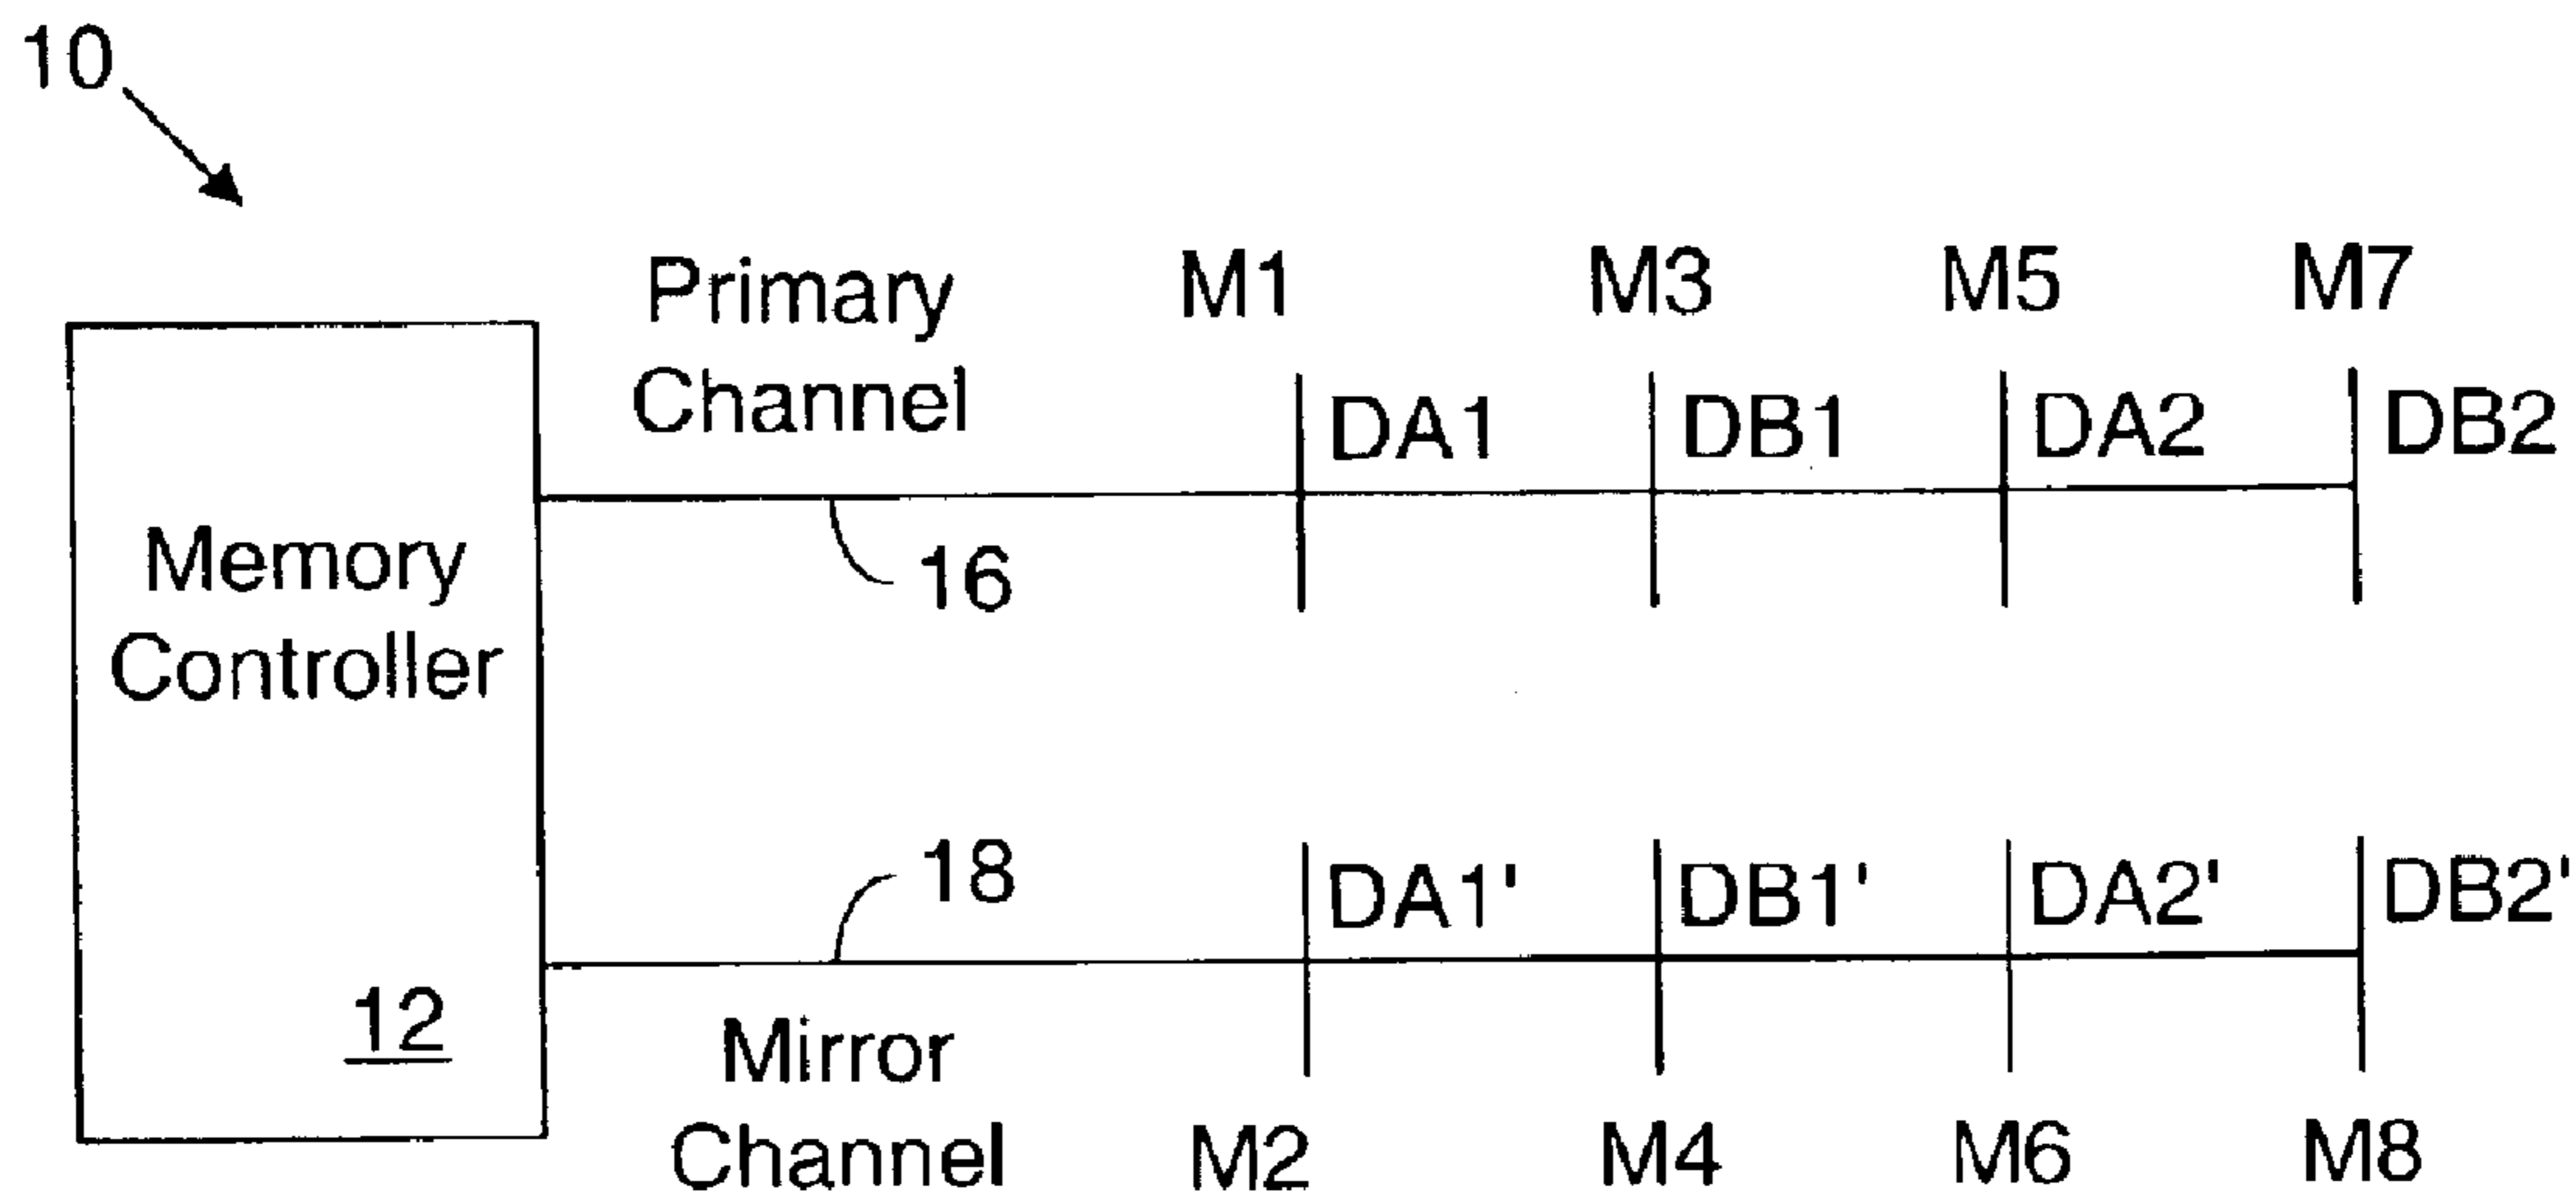 10
Primary
Channel
M1 M3 M5 M7
DA1 DB1 DA2 DB2
16
Memory
Controller
12
18
DA1' DB1' DA2' DB2'
Mirror
Channel
M2 M4 M6 M8